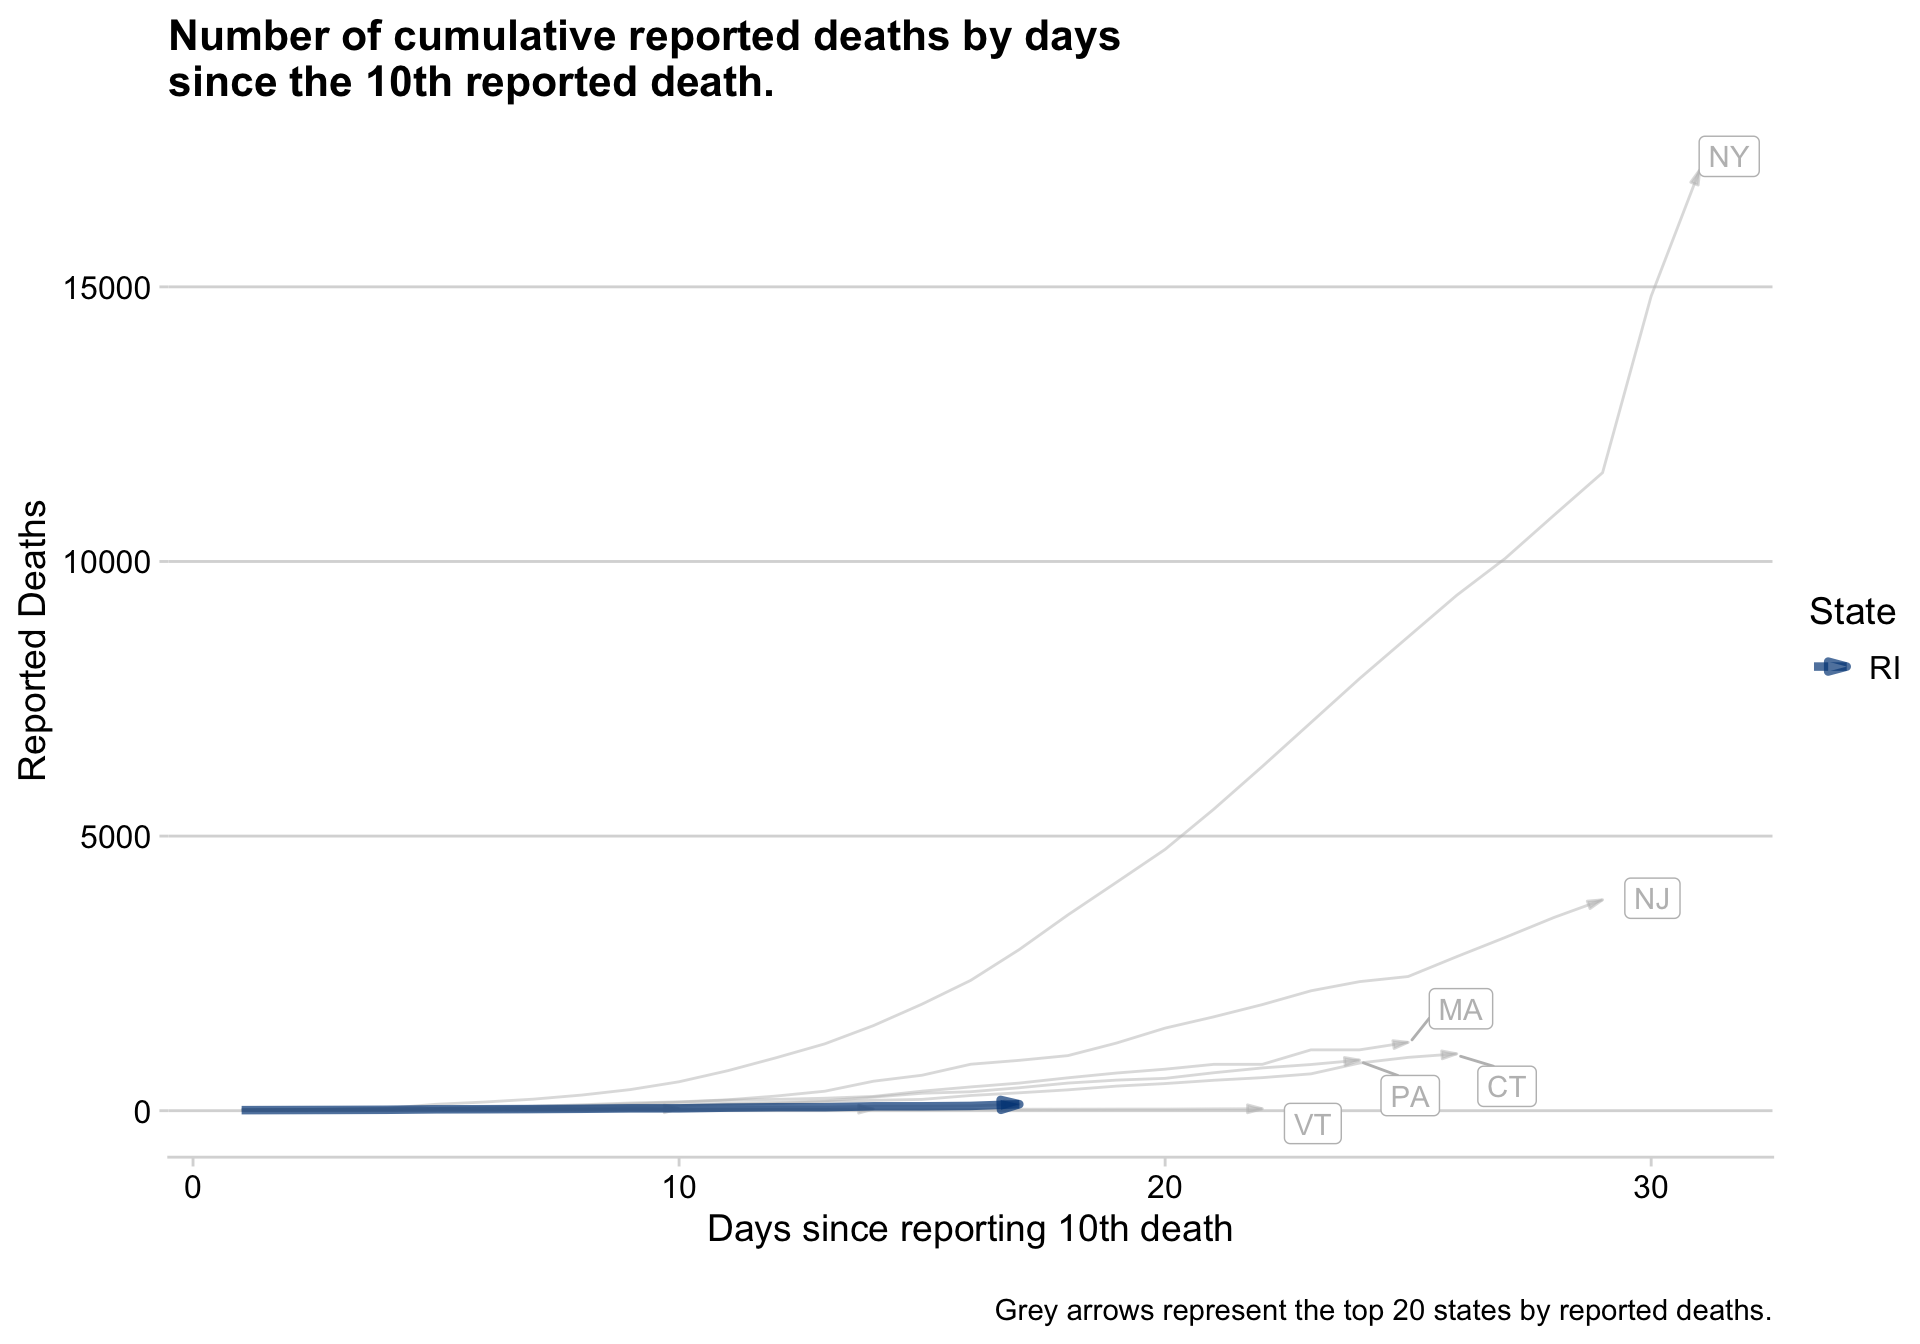 Number of cumulative reported deaths by days
since the 10th reported death.
NY
15000
10000
5000
0
Reported Deaths
NJ
MA
CT
PA
VT
State
RI
0 10 20 30
Days since reporting 10th death
Grey arrows represent the top 20 states by reported deaths.